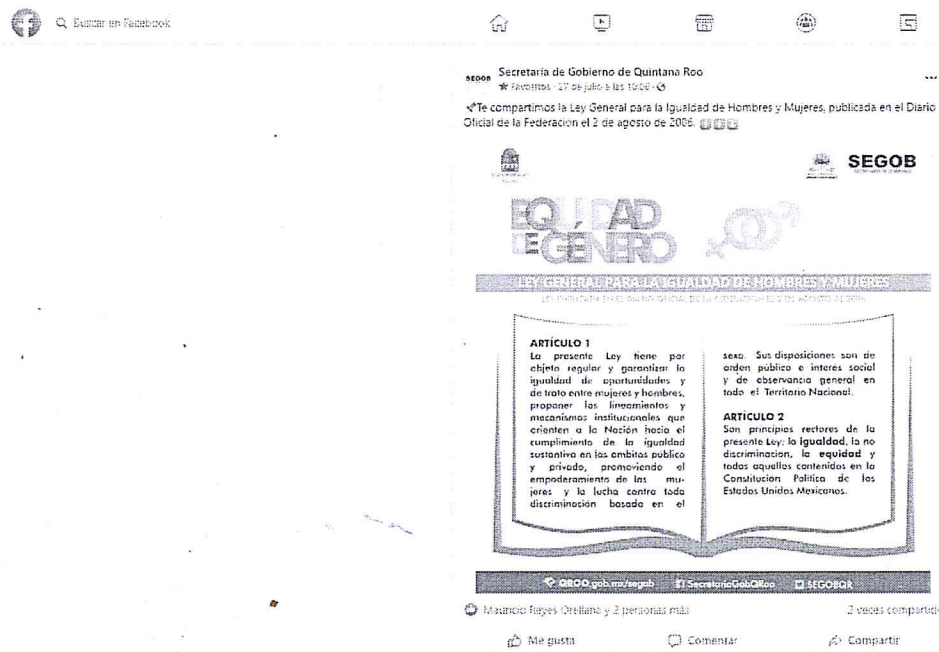 Buscar en Facebook
SEGOB Secretaría de Gobierno de Quintana Roo
Favoritos · 27 de julio a las 10:06 ·
Te compartimos la Ley General para la Igualdad de Hombres y Mujeres, publicada en el Diario
Oficial de la Federación el 2 de agosto de 2006.
SEGOB
EQUIDAD
DE GÉNERO
LEY GENERAL PARA LA IGUALDAD DE HOMBRES Y MUJERES
ARTÍCULO 1
La presente Ley tiene por
objeto regular y garantizar la
igualdad de oportunidades y
de trato entre mujeres y hombres,
proponer los lineamientos y
mecanismos institucionales que
orienten a la Nación hacia el
cumplimiento de la igualdad
sustantiva en los ámbitos público
y privado, promoviendo el
empoderamiento de las mu-
jeres y la lucha contra toda
discriminación basada en el
sexo. Sus disposiciones son de
orden público e interés social
y de observancia general en
todo el Territorio Nacional.
ARTÍCULO 2
Son principios rectores de la
presente Ley: la igualdad, la no
discriminación, la equidad y
todos aquellos contenidos en la
Constitución Política de los
Estados Unidos Mexicanos.
QROO.gob.mx/segob SecretariaGobQRoo SEGOBQR
Mauricio Reyes Orellana y 2 personas más 2 veces compartid
Me gusta Comentar Compartir